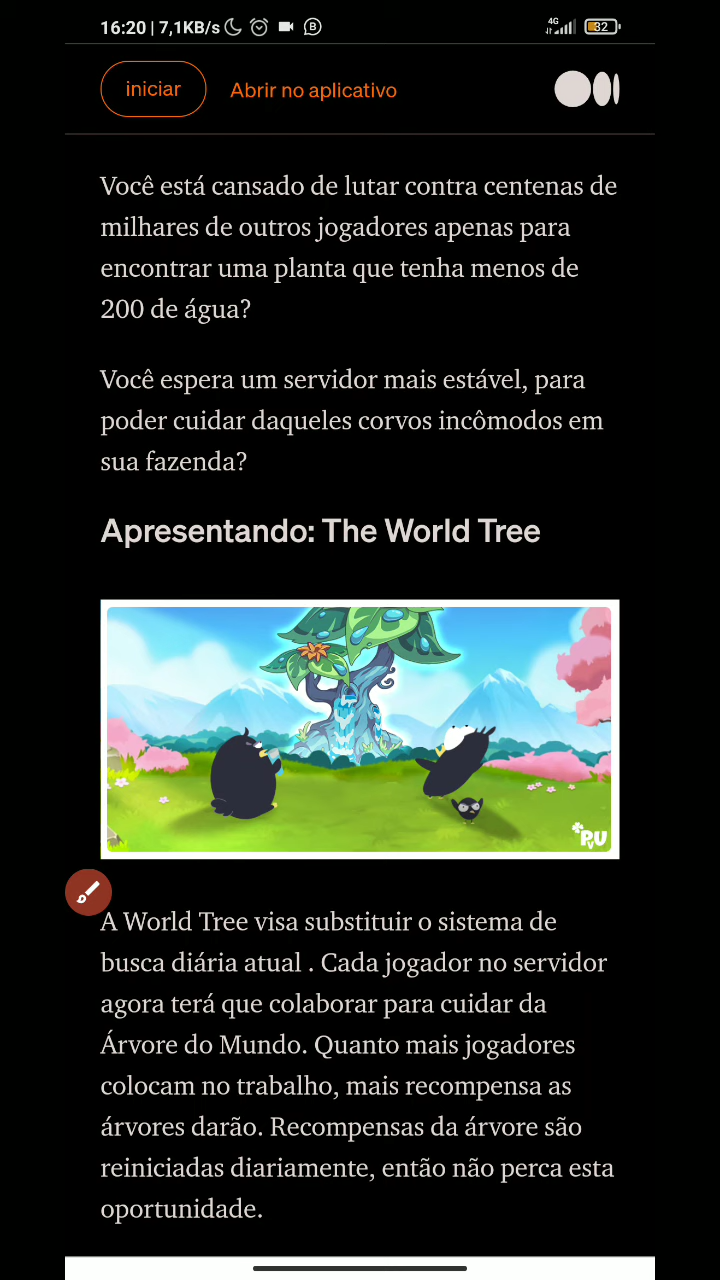 16:20 | 7,1KB/s
B
4G
32
iniciar
Abrir no aplicativo
Você está cansado de lutar contra centenas de
milhares de outros jogadores apenas para
encontrar uma planta que tenha menos de
200 de água?
Você espera um servidor mais estável, para
poder cuidar daqueles corvos incômodos em
sua fazenda?
Apresentando: The World Tree
PvU
A World Tree visa substituir o sistema de
busca diária atual . Cada jogador no servidor
agora terá que colaborar para cuidar da
Árvore do Mundo. Quanto mais jogadores
colocam no trabalho, mais recompensa as
árvores darão. Recompensas da árvore são
reiniciadas diariamente, então não perca esta
oportunidade.